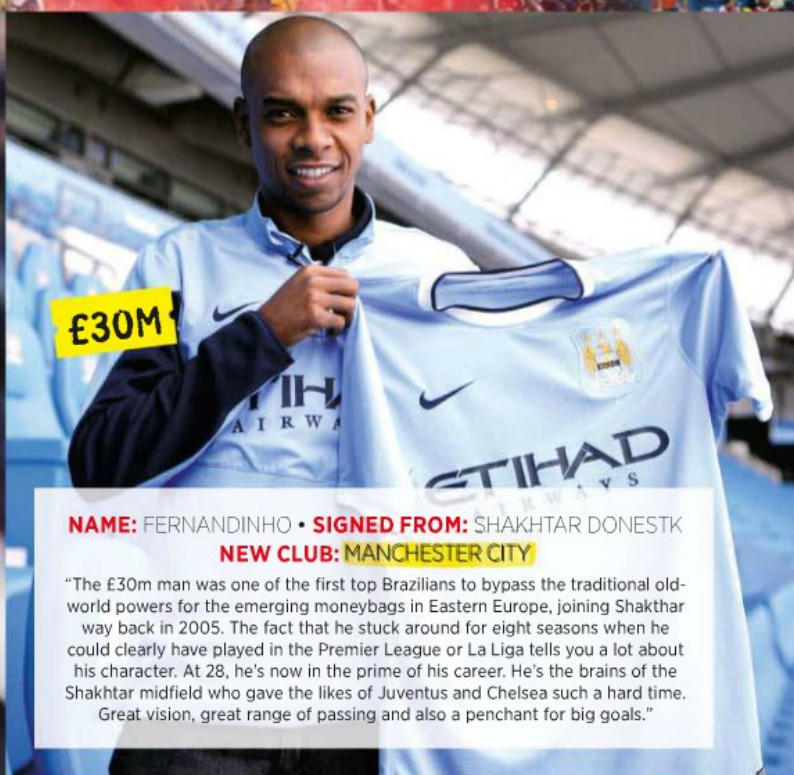 £30M
ETIHAD
AIRWAYS
NAME: FERNANDINHO • SIGNED FROM: SHAKHTAR DONESTK
NEW CLUB: MANCHESTER CITY
"The £30m man was one of the first top Brazilians to bypass the traditional old-
world powers for the emerging moneybags in Eastern Europe, joining Shakthar
way back in 2005. The fact that he stuck around for eight seasons when he
could clearly have played in the Premier League or La Liga tells you a lot about
his character. At 28, he's now in the prime of his career. He's the brains of the
Shakhtar midfield who gave the likes of Juventus and Chelsea such a hard time.
Great vision, great range of passing and also a penchant for big goals."